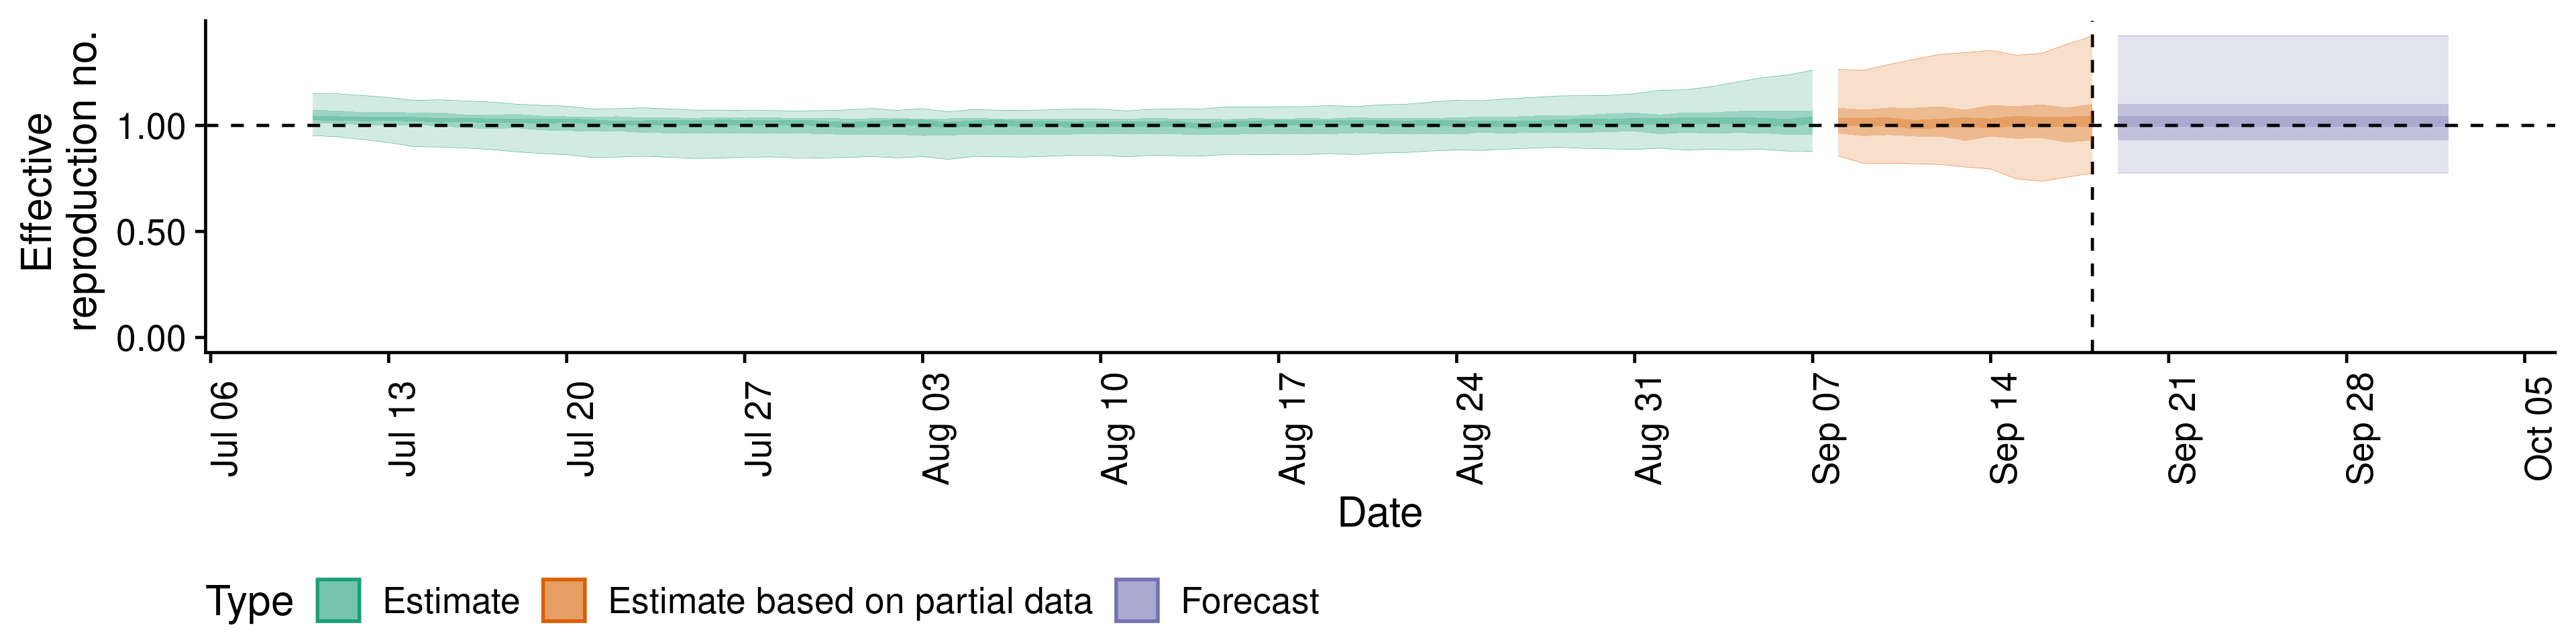 Effective
reproduction no.
1.00
0.50
0.00
Jul 06
Jul 13
Jul 20
Jul 27
Aug 03
Aug 10
Aug 17
Aug 24
Aug 31
Sep 07
Sep 14
Sep 21
Sep 28
Oct 05
Date
Type Estimate Estimate based on partial data Forecast